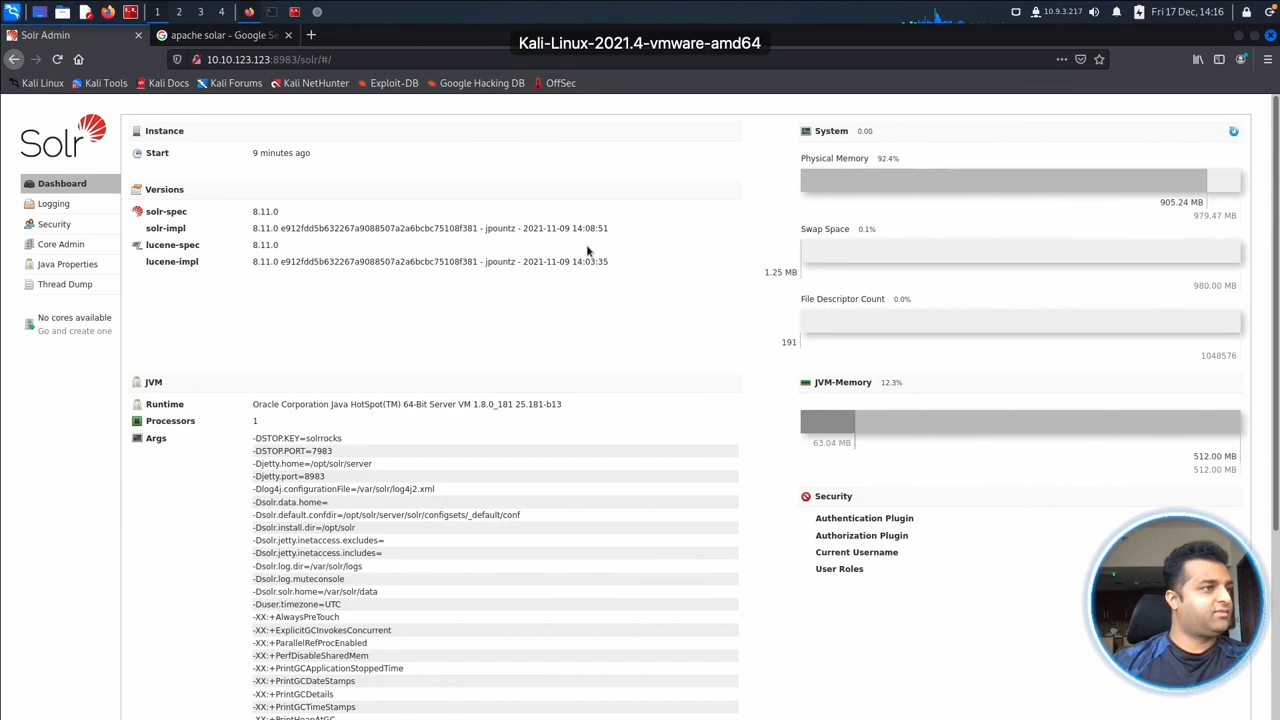 1 2 3 4
10.9.3.217
Fri 17 Dec, 14:16
Solr Admin
apache solar - Google Se
Kali-Linux-2021.4-vmware-amd64
10.10.123.123:8983/solr/#/
Kali Linux
Kali Tools
Kali Docs
Kali Forums
Kali NetHunter
Exploit-DB
Google Hacking DB
OffSec
Solr
Dashboard
Logging
Security
Core Admin
Java Properties
Thread Dump
No cores available
Go and create one
Instance
Start 9 minutes ago
Versions
solr-spec 8.11.0
solr-impl 8.11.0 e912fdd5b632267a9088507a2a6bcbc75108f381 - jpountz - 2021-11-09 14:08:51
lucene-spec 8.11.0
lucene-impl 8.11.0 e912fdd5b632267a9088507a2a6bcbc75108f381 - jpountz - 2021-11-09 14:03:35
JVM
Runtime Oracle Corporation Java HotSpot(TM) 64-Bit Server VM 1.8.0_181 25.181-b13
Processors 1
Args -DSTOP.KEY=solrrocks
-DSTOP.PORT=7983
-Djetty.home=/opt/solr/server
-Djetty.port=8983
-Dlog4j.configurationFile=/var/solr/log4j2.xml
-Dsolr.data.home=
-Dsolr.default.confdir=/opt/solr/server/solr/configsets/_default/conf
-Dsolr.install.dir=/opt/solr
-Dsolr.jetty.inetaccess.excludes=
-Dsolr.jetty.inetaccess.includes=
-Dsolr.log.dir=/var/solr/logs
-Dsolr.log.muteconsole
-Dsolr.solr.home=/var/solr/data
-Duser.timezone=UTC
-XX:+AlwaysPreTouch
-XX:+ExplicitGCInvokesConcurrent
-XX:+ParallelRefProcEnabled
-XX:+PerfDisableSharedMem
-XX:+PrintGCApplicationStoppedTime
-XX:+PrintGCDateStamps
-XX:+PrintGCDetails
-XX:+PrintGCTimeStamps
-XX:+PrintHeapAtGC
System 0.00
Physical Memory 92.4%
905.24 MB
979.47 MB
Swap Space 0.1%
1.25 MB
980.00 MB
File Descriptor Count 0.0%
191
1048576
JVM-Memory 12.3%
63.04 MB
512.00 MB
512.00 MB
Security
Authentication Plugin
Authorization Plugin
Current Username
User Roles